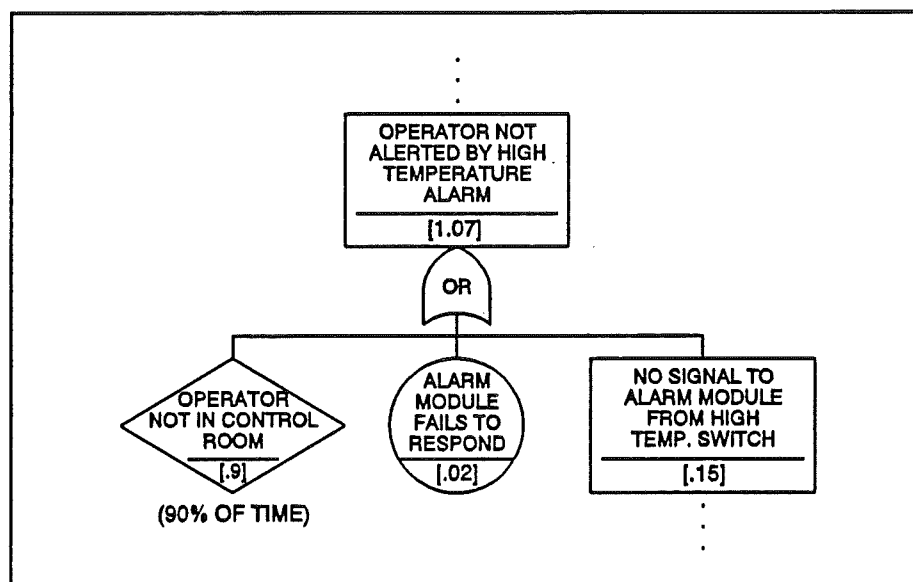 OPERATOR NOT
ALERTED BY HIGH
TEMPERATURE
ALARM
[1.07]
OR
OPERATOR
NOT IN CONTROL
ROOM
[.9]
(90% OF TIME)
ALARM
MODULE
FAILS TO
RESPOND
[.02]
NO SIGNAL TO
ALARM MODULE
FROM HIGH
TEMP. SWITCH
[.15]